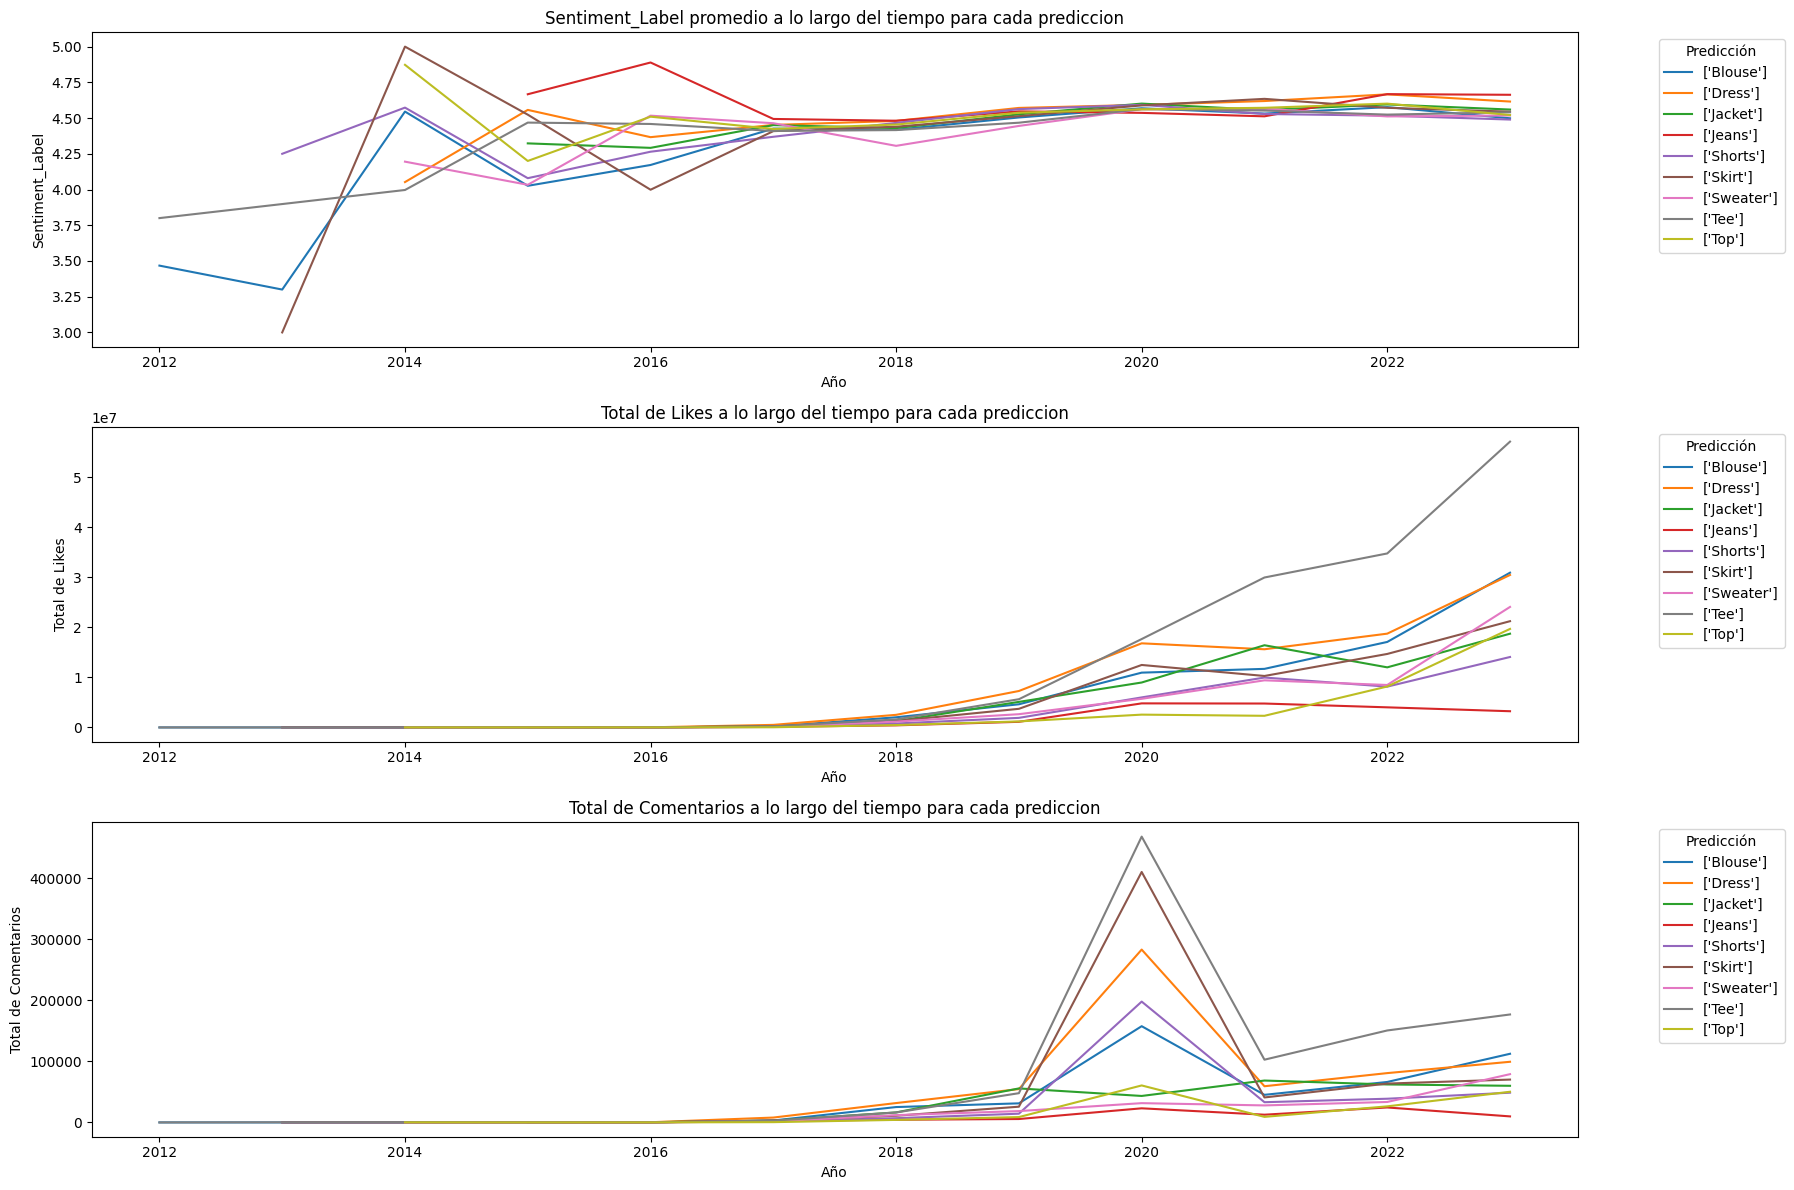 Sentiment_Label promedio a lo largo del tiempo para cada prediccion
5.00
4.75
4.50
4.25
4.00
3.75
3.50
3.25
3.00
Sentiment_Label
2012 2014 2016 2018 2020 2022
Año
Predicción
['Blouse']
['Dress']
['Jacket']
['Jeans']
['Shorts']
['Skirt']
['Sweater']
['Tee']
['Top']
1e7
Total de Likes a lo largo del tiempo para cada prediccion
5
4
3
2
1
0
Total de Likes
2012 2014 2016 2018 2020 2022
Año
Predicción
['Blouse']
['Dress']
['Jacket']
['Jeans']
['Shorts']
['Skirt']
['Sweater']
['Tee']
['Top']
Total de Comentarios a lo largo del tiempo para cada prediccion
400000
300000
200000
100000
0
Total de Comentarios
2012 2014 2016 2018 2020 2022
Año
Predicción
['Blouse']
['Dress']
['Jacket']
['Jeans']
['Shorts']
['Skirt']
['Sweater']
['Tee']
['Top']